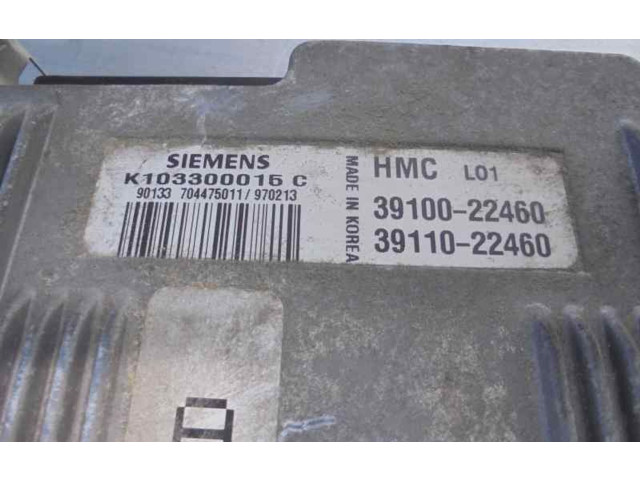 SIEMENS
K103300015 C
90133 704475011/970213
MADE IN KOREA
HMC L01
39100-22460
39110-22460